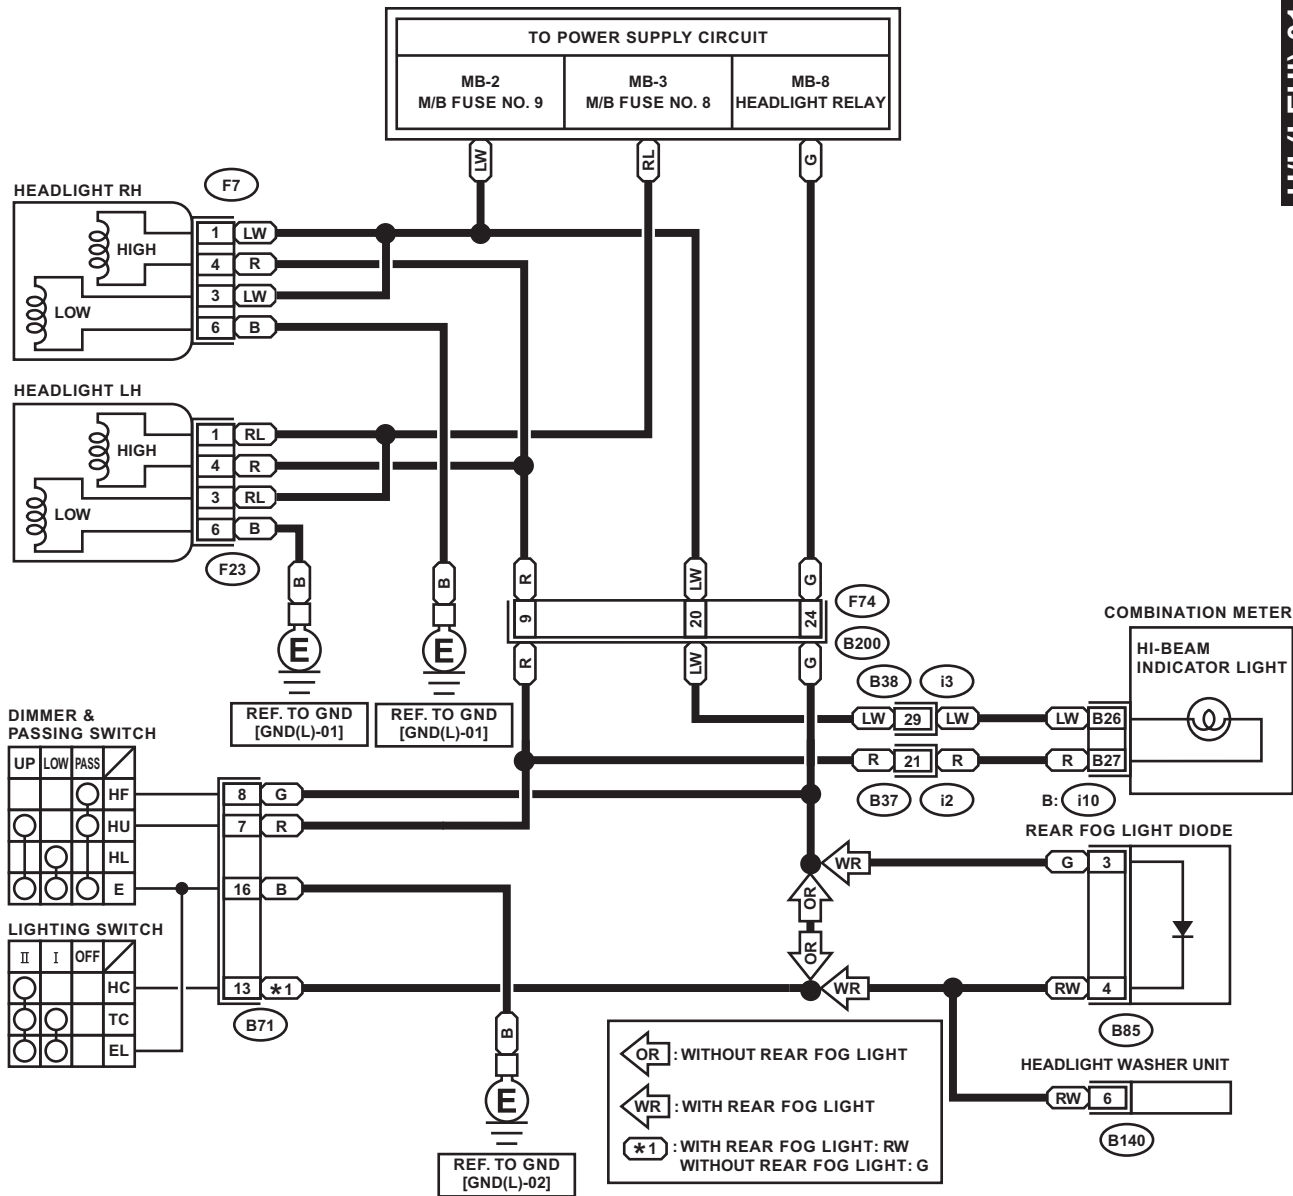 TO POWER SUPPLY CIRCUIT
MB-2
M/B FUSE NO. 9
MB-3
M/B FUSE NO. 8
MB-8
HEADLIGHT RELAY
LW
RL
G
HEADLIGHT RH
F7
HIGH
LOW
1 LW
4 R
3 LW
6 B
HEADLIGHT LH
HIGH
LOW
1 RL
4 R
3 RL
6 B
F23
B
B
R
LW
G
9
20
24
F74
B200
R
LW
G
E
E
REF. TO GND
[GND(L)-01]
REF. TO GND
[GND(L)-01]
COMBINATION METER
HI-BEAM
INDICATOR LIGHT
B38
i3
LW 29 LW
LW B26
R 21 R
R B27
B37
i2
B: i10
DIMMER &
PASSING SWITCH
UP LOW PASS
HF
HU
HL
E
8 G
7 R
16 B
13 *1
B71
LIGHTING SWITCH
II I OFF
HC
TC
EL
B
E
REF. TO GND
[GND(L)-02]
REAR FOG LIGHT DIODE
WR
G 3
OR
OR
WR
RW 4
B85
HEADLIGHT WASHER UNIT
RW 6
B140
OR : WITHOUT REAR FOG LIGHT
WR : WITH REAR FOG LIGHT
*1 : WITH REAR FOG LIGHT: RW
WITHOUT REAR FOG LIGHT: G